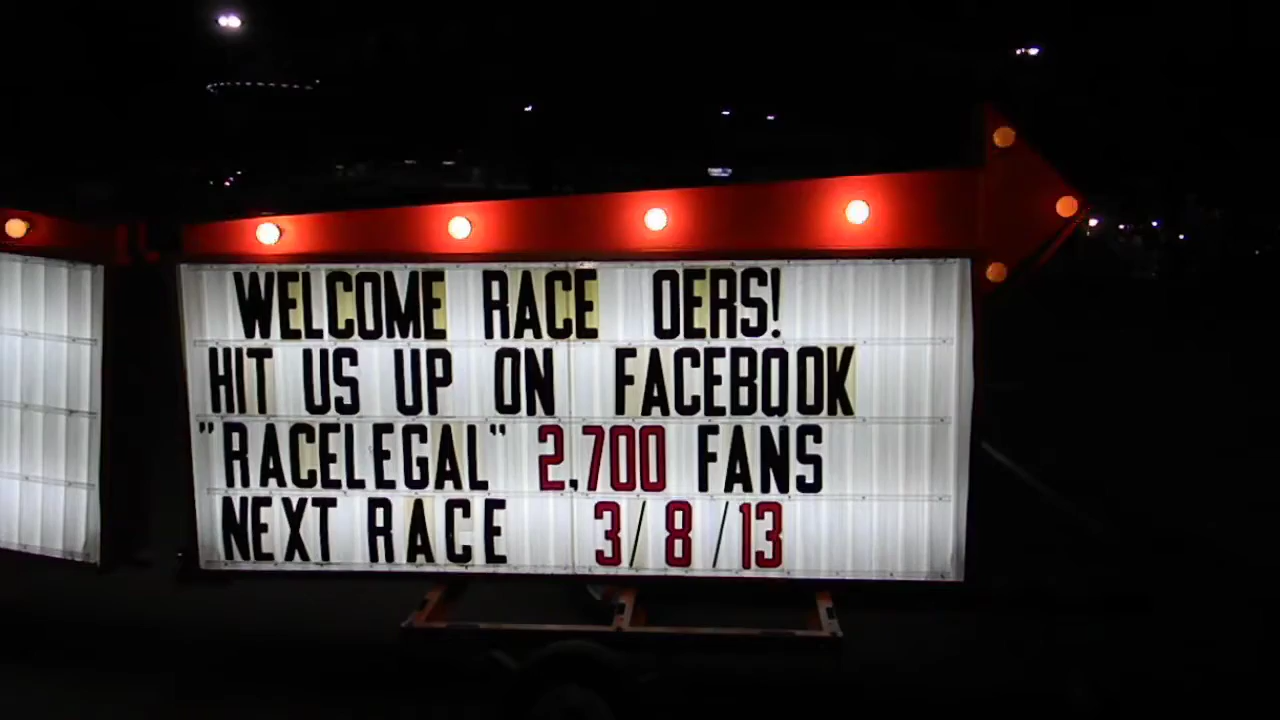 WELCOME RACE OERS!
HIT US UP ON FACEBOOK
"RACELEGAL" 2,700 FANS
NEXT RACE 3/8/13